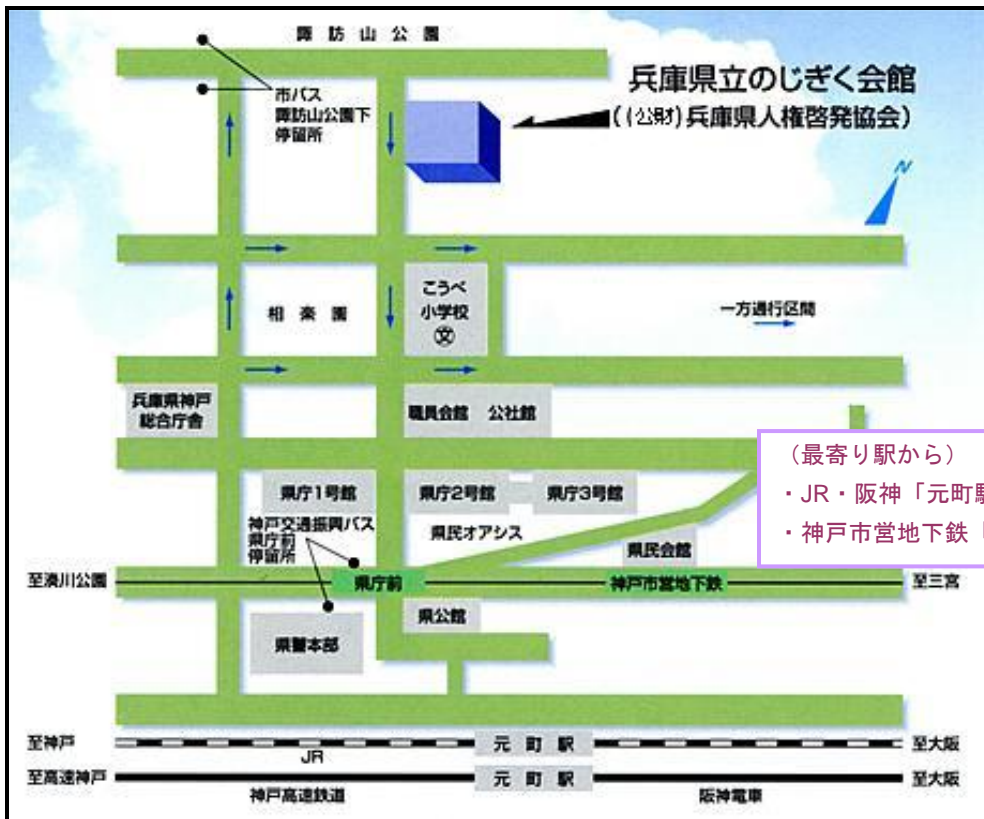 諏訪山公園
兵庫県立のじぎく会館
((公財)兵庫県人権啓発協会)
市バス
諏訪山公園下
停留所
N
相楽園
こうべ
小学校
文
一方通行区間
兵庫県神戸
総合庁舎
職員会館 公社館
県庁1号館
県庁2号館
県庁3号館
(最寄り駅から)
・JR・阪神「元町駅
・神戸市営地下鉄「
神戸交通振興バス
県庁前
停留所
県民オアシス
県民会館
至湊川公園
県庁前
神戸市営地下鉄
至三宮
県公館
県警本部
至神戸
JR
元町駅
至大阪
至高速神戸
神戸高速鉄道
元町駅
阪神電車
至大阪